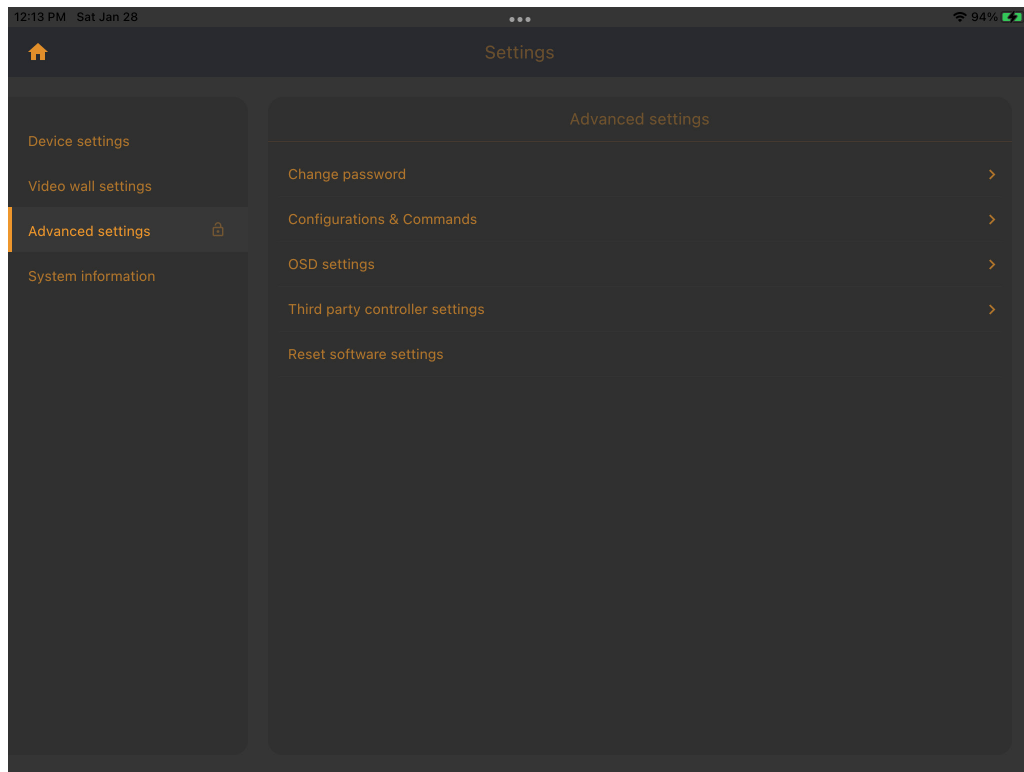 12:13 PM Sat Jan 28
94%
Settings
Device settings
Video wall settings
Advanced settings
System information
Advanced settings
Change password
Configurations & Commands
OSD settings
Third party controller settings
Reset software settings